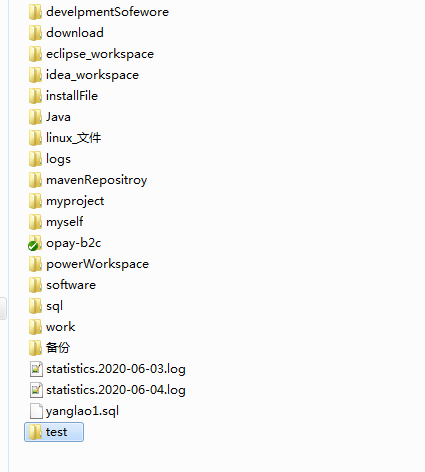 develpmentSofewore
download
eclipse_workspace
idea_workspace
installFile
Java
linux_文件
logs
mavenRepositroy
myproject
myself
opay-b2c
powerWorkspace
software
sql
work
备份
statistics.2020-06-03.log
statistics.2020-06-04.log
yanglao1.sql
test